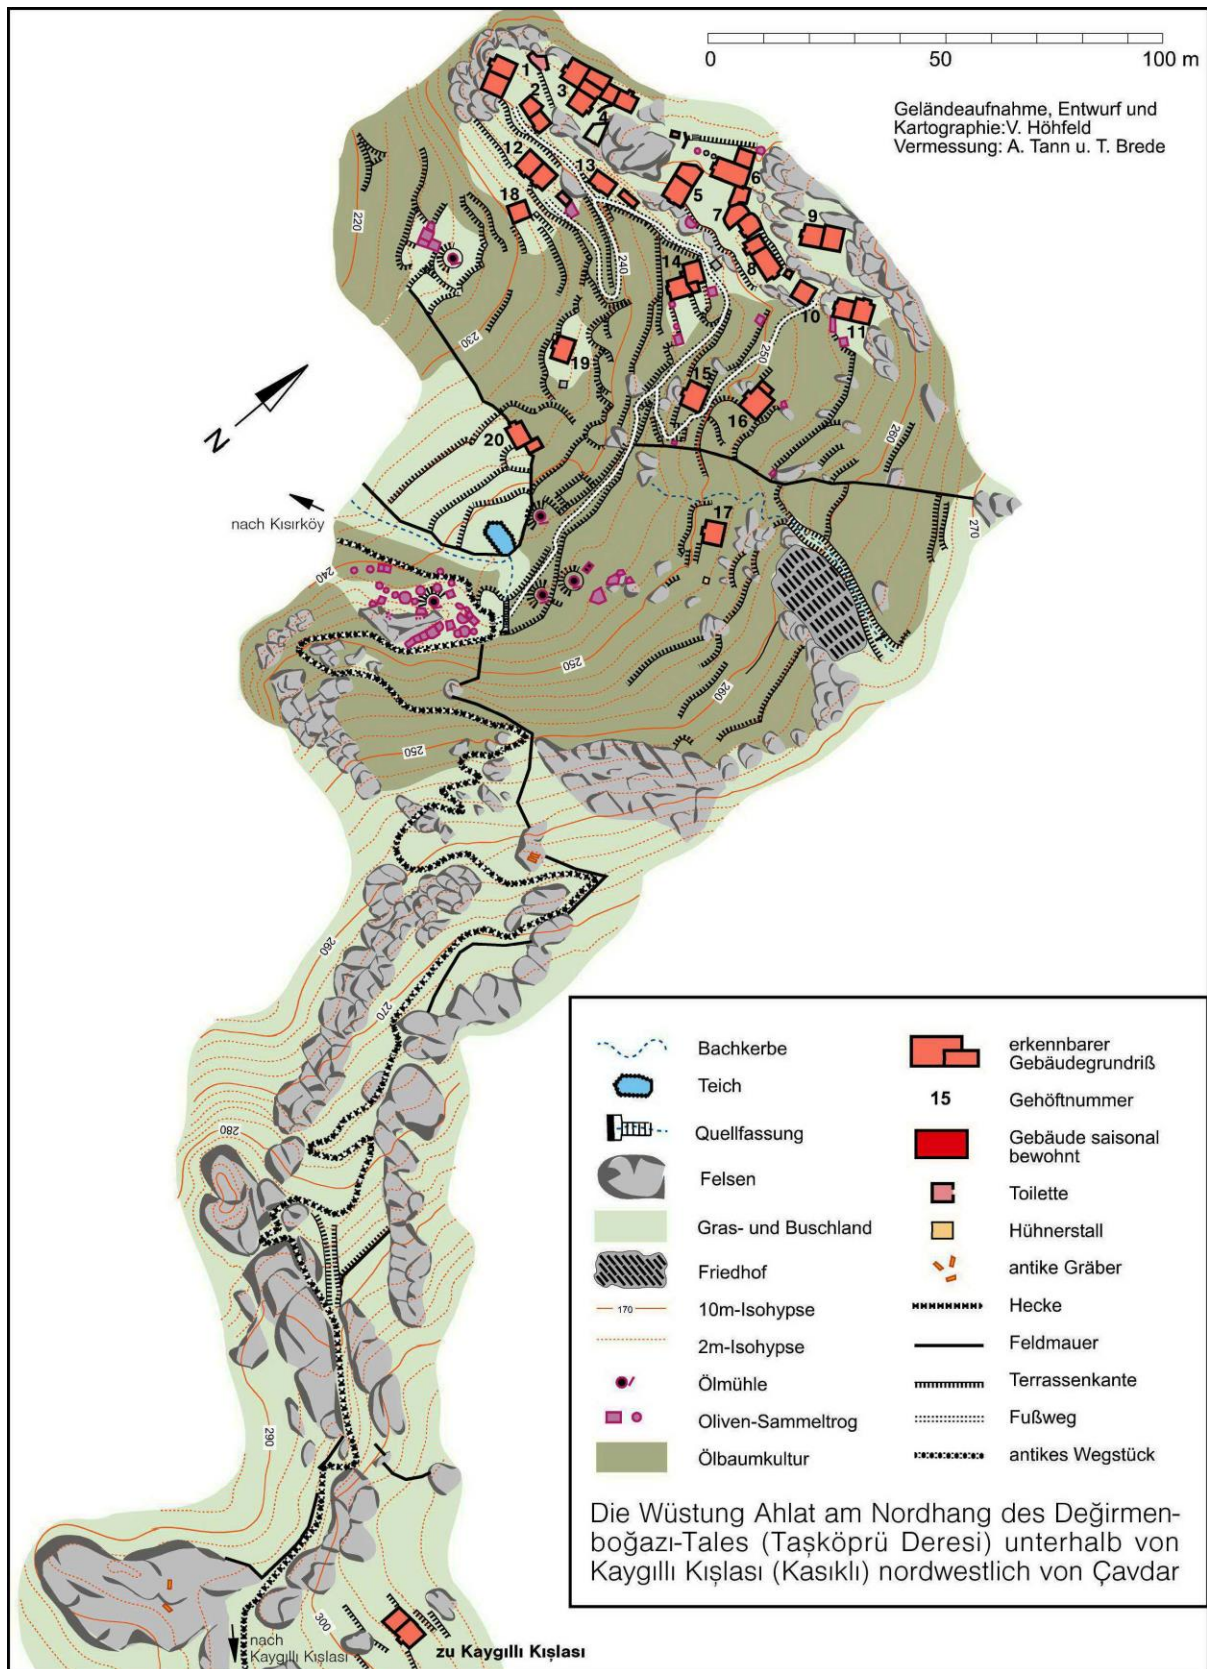 0 50 100 m
Geländeaufnahme, Entwurf und
Kartographie:V. Höhfeld
Vermessung: A. Tann u. T. Brede
1
2
3
4
12
13
18
5
6
7
8
9
10
11
14
15
16
17
19
20
220
230
240
250
260
270
N
nach Kısırköy
240
250
260
250
260
270
280
290
300
nach
Kaygıllı Kışlası
zu Kaygıllı Kışlası
Bachkerbe
Teich
Quellfassung
Felsen
Gras- und Buschland
Friedhof
170
10m-Isohypse
2m-Isohypse
Ölmühle
Oliven-Sammeltrog
Ölbaumkultur
erkennbarer
Gebäudegrundriß
15
Gehöftnummer
Gebäude saisonal
bewohnt
Toilette
Hühnerstall
antike Gräber
Hecke
Feldmauer
Terrassenkante
Fußweg
antikes Wegstück
Die Wüstung Ahlat am Nordhang des Değirmen-
boğazı-Tales (Taşköprü Deresi) unterhalb von
Kaygıllı Kışlası (Kasıklı) nordwestlich von Çavdar